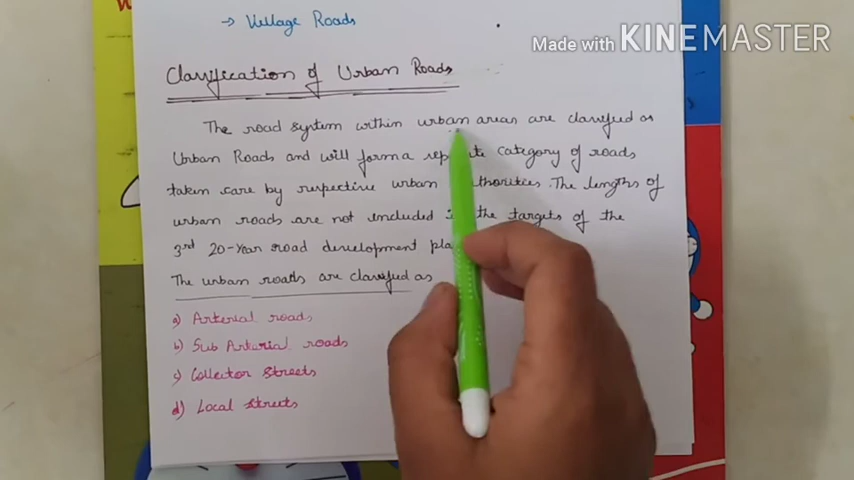 Made with KINEMASTER
→ Village Roads
Classification of Urban Roads
The road system within urban areas are classified as
Urban Roads and will form a separate category of roads
taken care by respective urban authorities. The lengths of
urban roads are not included in the targets of the
3rd 20-Year road development
The urban roads are classified as
a) Arterial roads
b) Sub Arterial roads
c) Collector Streets
d) Local Streets